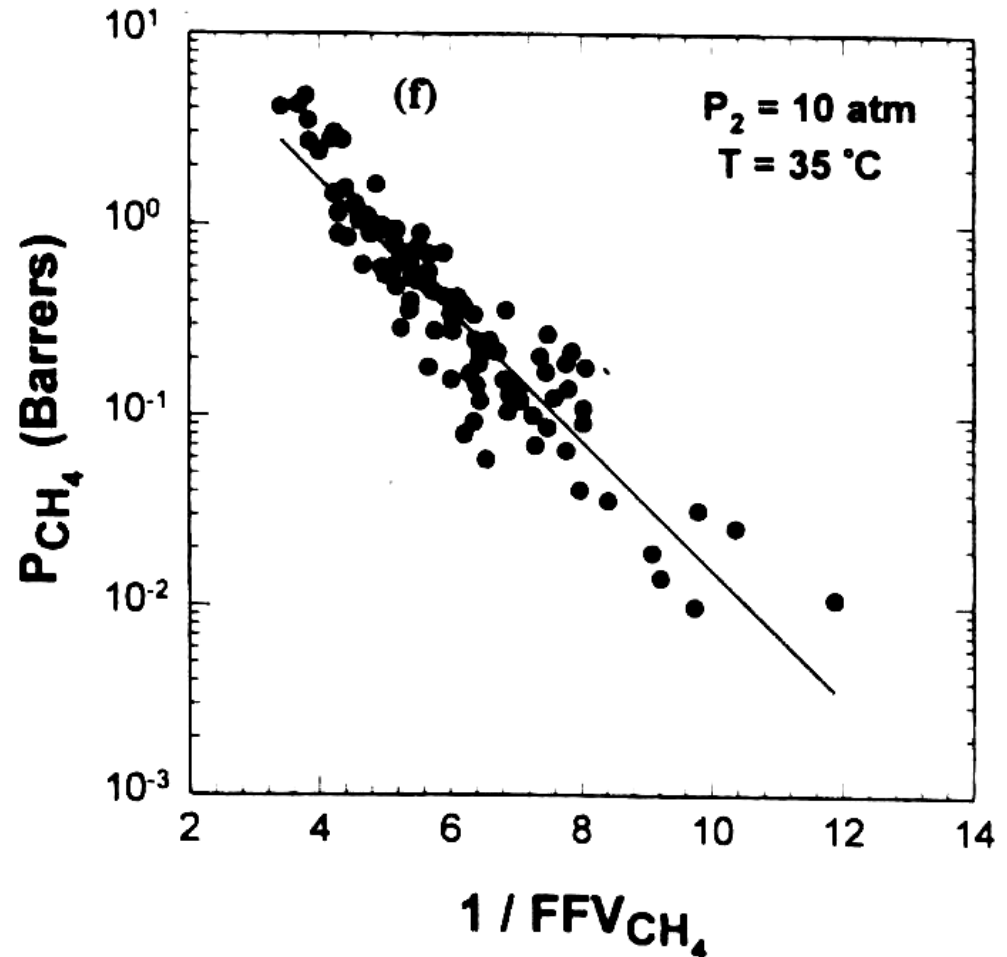 10¹
(f)
P₂ = 10 atm
T = 35 °C
10⁰
10⁻¹
10⁻²
10⁻³
P_CH₄ (Barrers)
2 4 6 8 10 12 14
1 / FFV_CH₄